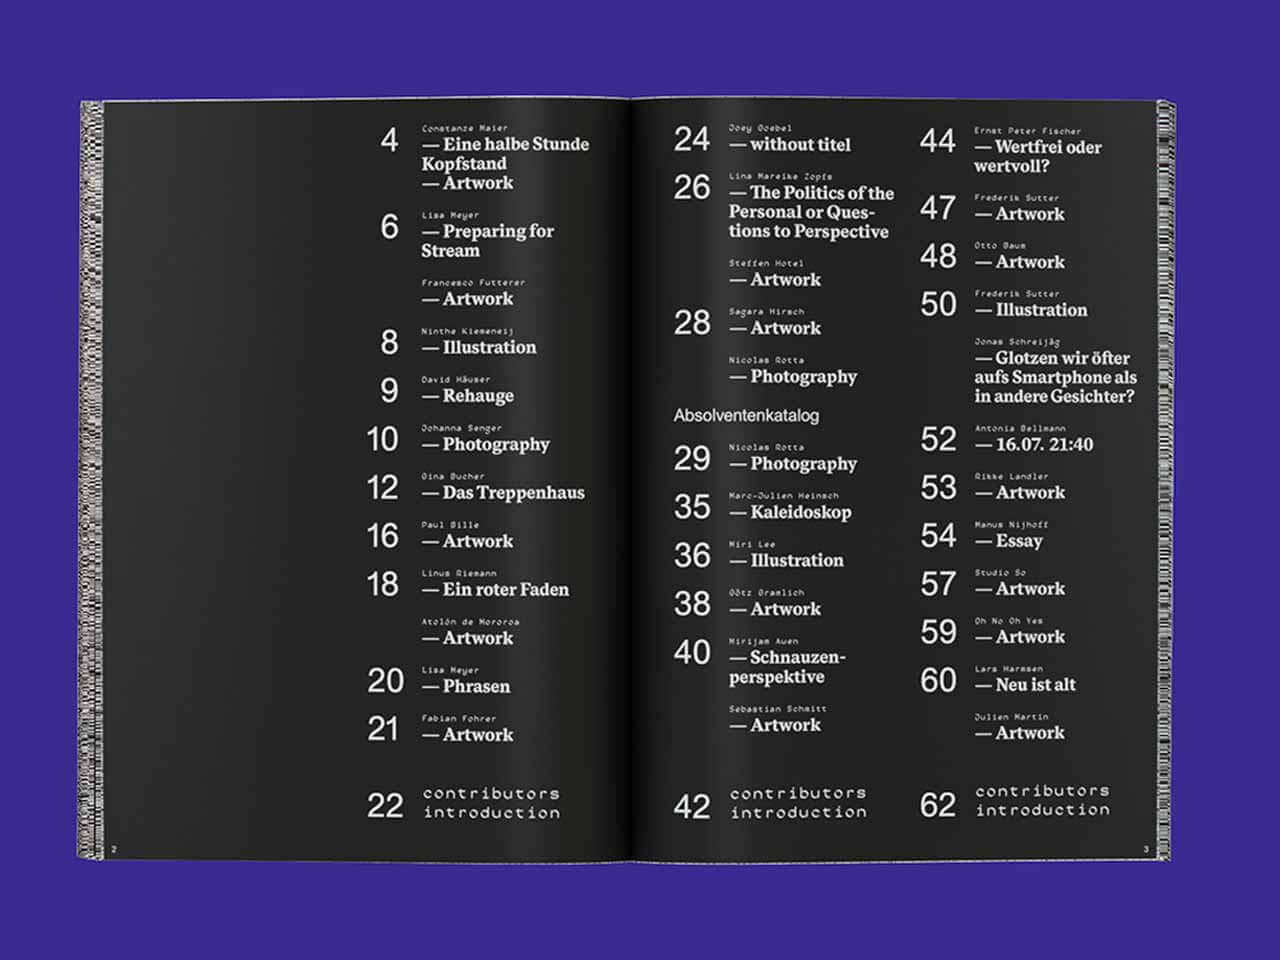 4
Constanze Maier
— Eine halbe Stunde
Kopfstand
— Artwork
6
Lisa Meyer
— Preparing for
Stream
Francesco Futterer
— Artwork
8
Ninthe Kiemeneij
— Illustration
9
David Häuser
— Rehauge
10
Johanna Senger
— Photography
12
Gina Bucher
— Das Treppenhaus
16
Paul Bille
— Artwork
18
Linus Riemann
— Ein roter Faden
Atolón de Mororoa
— Artwork
20
Lisa Meyer
— Phrasen
21
Fabian Fohrer
— Artwork
22
contributors
introduction
2
24
Joey Goebel
— without titel
26
Lina Mareike Zopfs
— The Politics of the
Personal or Ques-
tions to Perspective
Steffen Hotel
— Artwork
28
Sagara Hirsch
— Artwork
Nicolas Rotta
— Photography
Absolventenkatalog
29
Nicolas Rotta
— Photography
35
Marc-Julien Heinsch
— Kaleidoskop
36
Miri Lee
— Illustration
38
Götz Gramlich
— Artwork
40
Mirijam Auen
— Schnauzen-
perspektive
Sebastian Schmitt
— Artwork
42
contributors
introduction
44
Ernst Peter Fischer
— Wertfrei oder
wertvoll?
47
Frederik Sutter
— Artwork
48
Otto Baum
— Artwork
50
Frederik Sutter
— Illustration
Jonas Schreijäg
— Glotzen wir öfter
aufs Smartphone als
in andere Gesichter?
52
Antonia Bellmann
— 16.07. 21:40
53
Rikke Landler
— Artwork
54
Manus Nijhoff
— Essay
57
Studio So
— Artwork
59
Oh No Oh Yes
— Artwork
60
Lars Harmsen
— Neu ist alt
Julien Martin
— Artwork
62
contributors
introduction
3